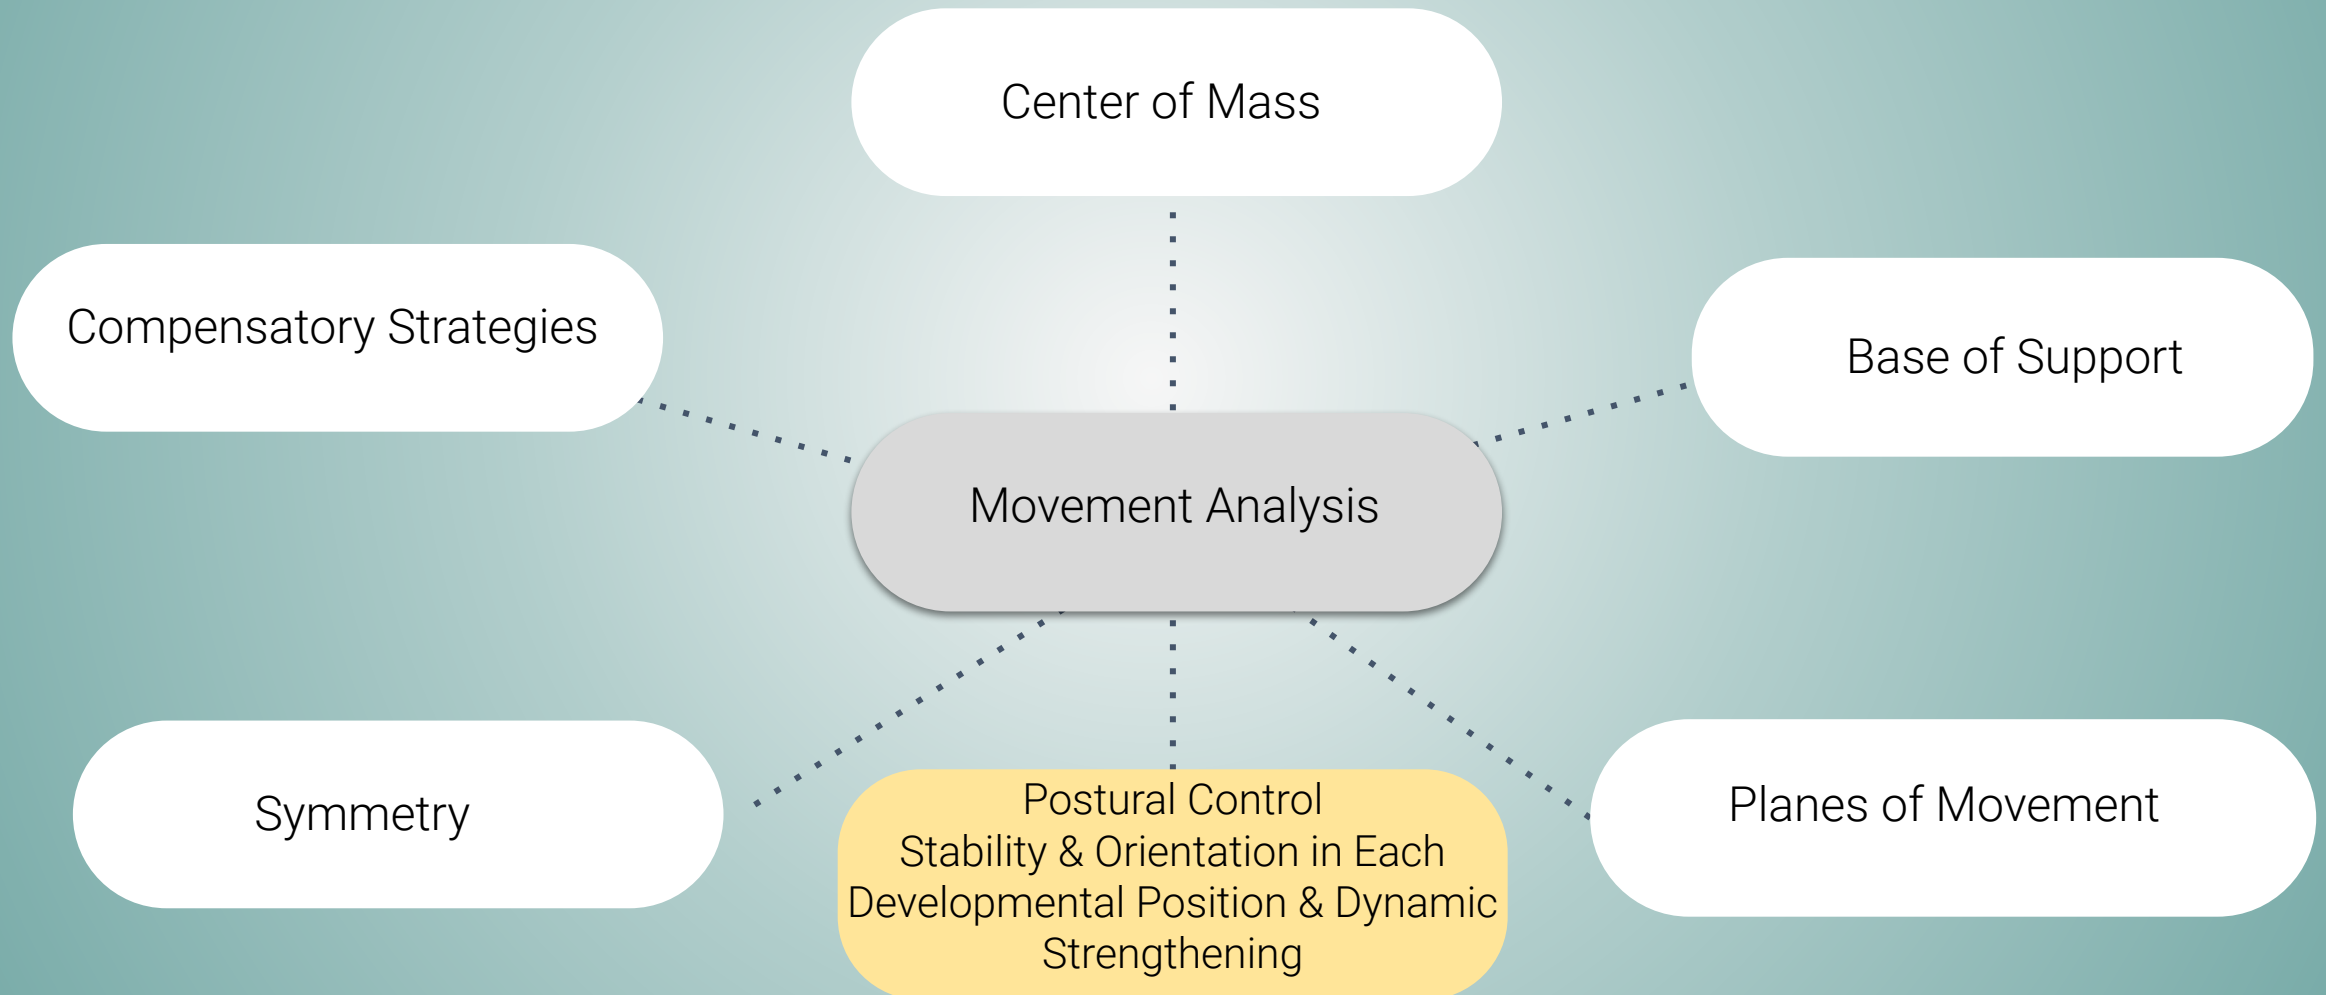 Center of Mass
Compensatory Strategies
Base of Support
Movement Analysis
Symmetry
Postural Control
Stability & Orientation in Each
Developmental Position & Dynamic
Strengthening
Planes of Movement